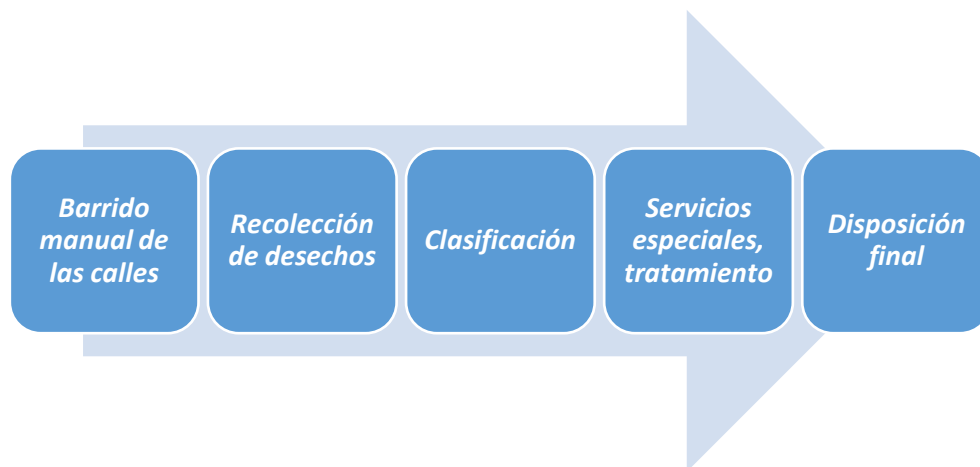 Barrido
manual de
las calles
Recolección
de desechos
Clasificación
Servicios
especiales,
tratamiento
Disposición
final